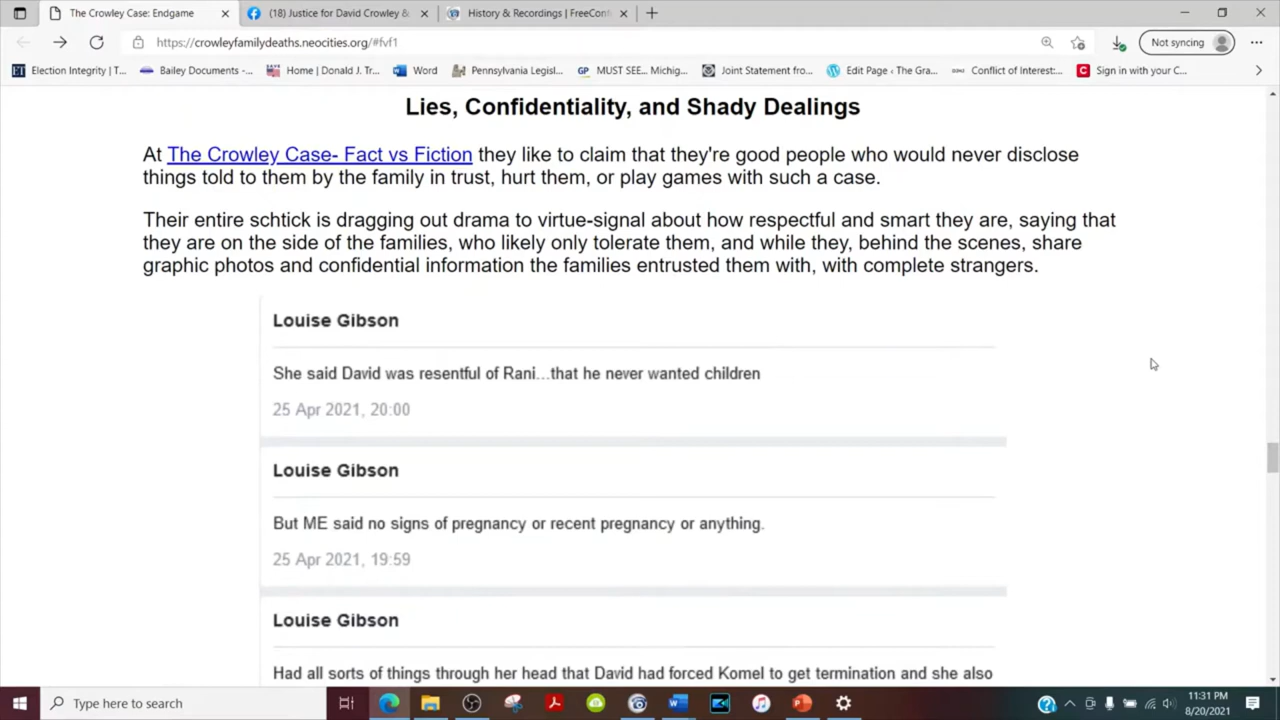 The Crowley Case: Endgame
(18) Justice for David Crowley &
History & Recordings | FreeConf
https://crowleyfamilydeaths.neocities.org/#fvf1
Not syncing
Election Integrity | T...
Bailey Documents -...
Home | Donald J. Tr...
Word
Pennsylvania Legisl...
MUST SEE... Michig...
Joint Statement fro...
Edit Page ‹ The Gra...
Conflict of Interest:...
Sign in with your C...
Lies, Confidentiality, and Shady Dealings
At The Crowley Case- Fact vs Fiction they like to claim that they're good people who would never disclose
things told to them by the family in trust, hurt them, or play games with such a case.
Their entire schtick is dragging out drama to virtue-signal about how respectful and smart they are, saying that
they are on the side of the families, who likely only tolerate them, and while they, behind the scenes, share
graphic photos and confidential information the families entrusted them with, with complete strangers.
Louise Gibson
She said David was resentful of Rani...that he never wanted children
25 Apr 2021, 20:00
Louise Gibson
But ME said no signs of pregnancy or recent pregnancy or anything.
25 Apr 2021, 19:59
Louise Gibson
Had all sorts of things through her head that David had forced Komel to get termination and she also
Type here to search
11:31 PM
8/20/2021